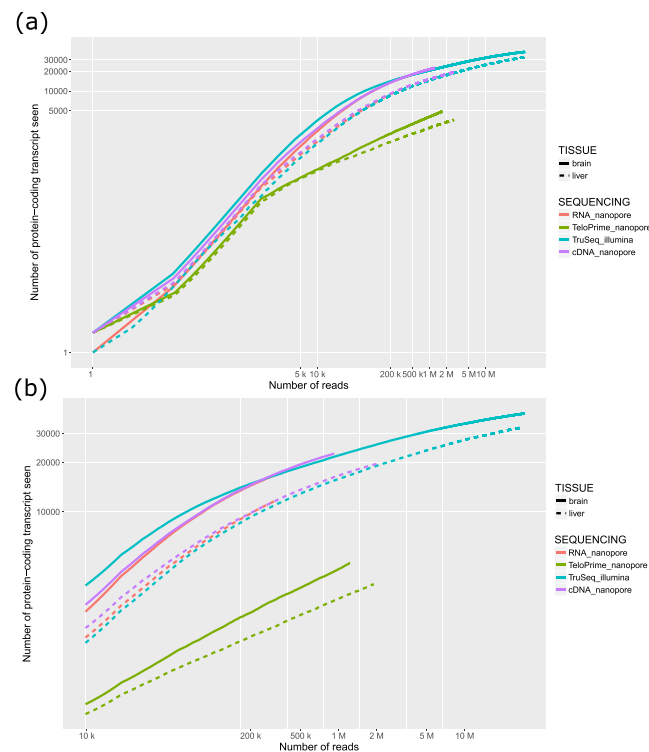 (a)
Number of protein−coding transcript seen
30000
20000
10000
5000
1
1
5 k
10 k
200 k
500 k
1 M
2 M
5 M
10 M
Number of reads
TISSUE
brain
liver
SEQUENCING
RNA_nanopore
TeloPrime_nanopore
TruSeq_illumina
cDNA_nanopore
(b)
Number of protein−coding transcript seen
30000
20000
10000
10 k
200 k
500 k
1 M
2 M
5 M
10 M
Number of reads
TISSUE
brain
liver
SEQUENCING
RNA_nanopore
TeloPrime_nanopore
TruSeq_illumina
cDNA_nanopore